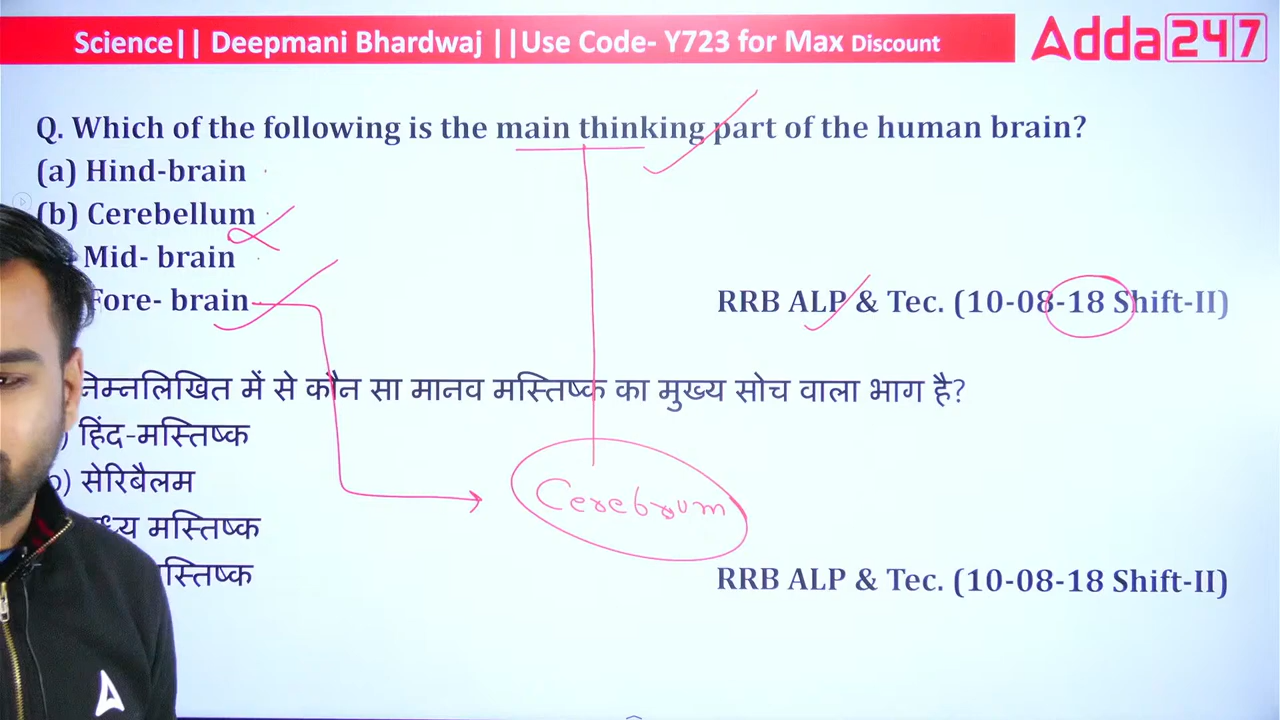 Science|| Deepmani Bhardwaj ||Use Code- Y723 for Max Discount
Adda247
Q. Which of the following is the main thinking part of the human brain?
(a) Hind-brain
(b) Cerebellum
Mid- brain
Fore- brain
RRB ALP & Tec. (10-08-18 Shift-II)
निम्नलिखित में से कौन सा मानव मस्तिष्क का मुख्य सोच वाला भाग है?
) हिंद-मस्तिष्क
) सेरिबैलम
मस्तिष्क
मस्तिष्क
Cerebrum
RRB ALP & Tec. (10-08-18 Shift-II)